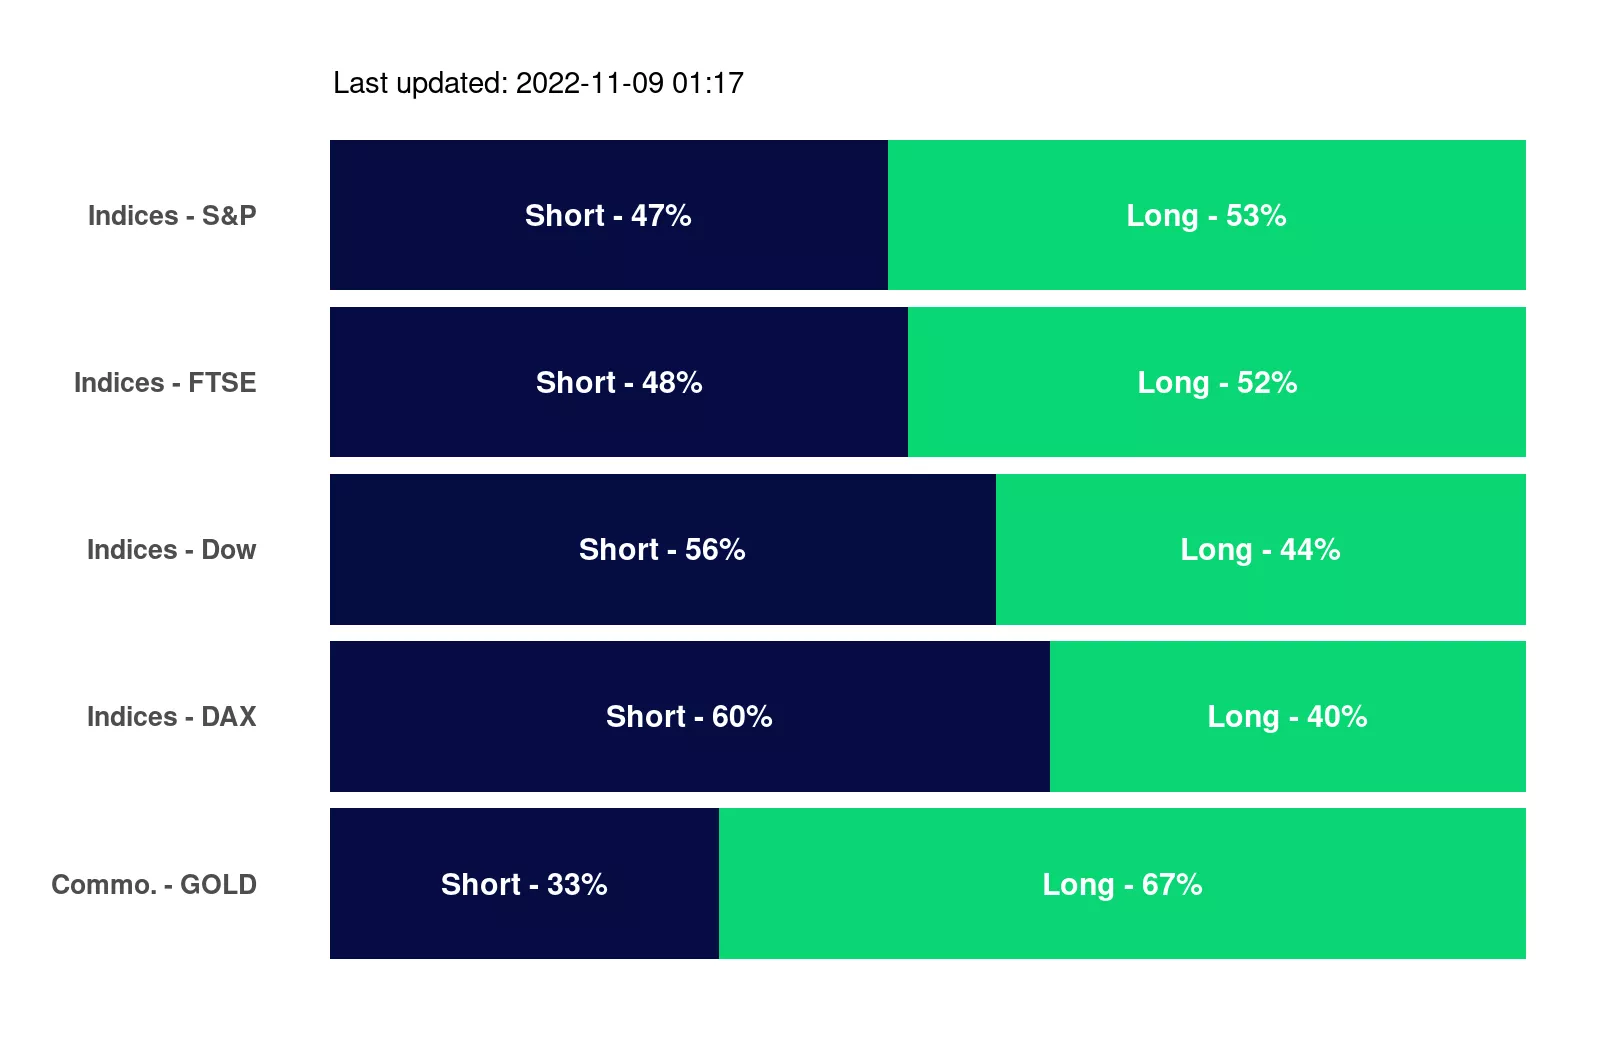 Last updated: 2022-11-09 01:17
Indices - S&P Short - 47% Long - 53%
Indices - FTSE Short - 48% Long - 52%
Indices - Dow Short - 56% Long - 44%
Indices - DAX Short - 60% Long - 40%
Commo. - GOLD Short - 33% Long - 67%